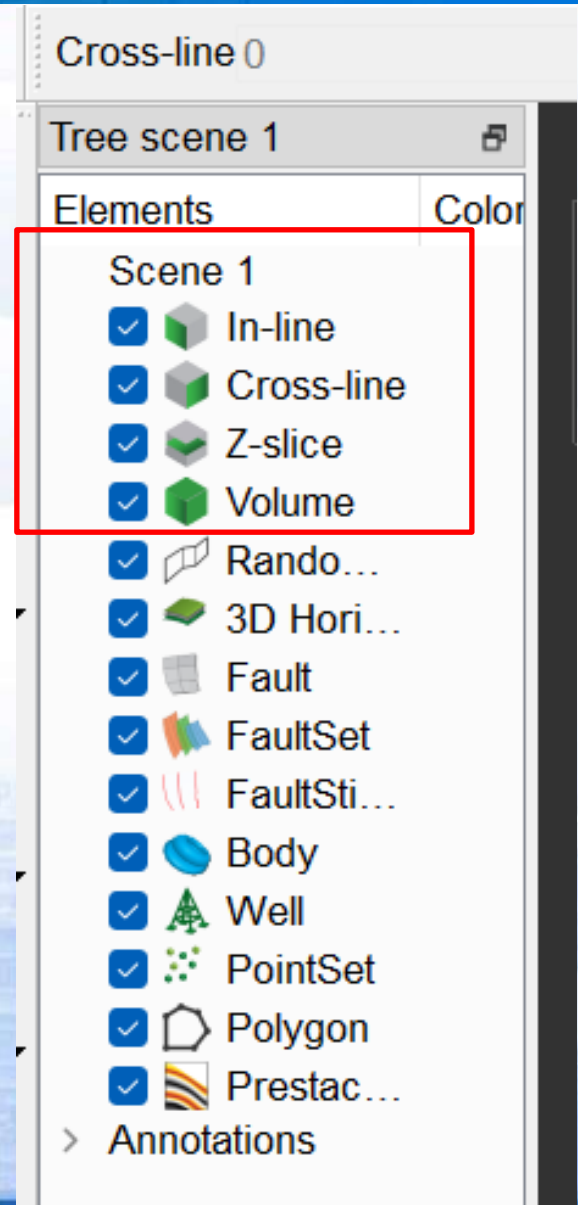 Cross-line 0
Tree scene 1
Elements Color
Scene 1
In-line
Cross-line
Z-slice
Volume
Rando...
3D Hori...
Fault
FaultSet
FaultSti...
Body
Well
PointSet
Polygon
Prestac...
Annotations